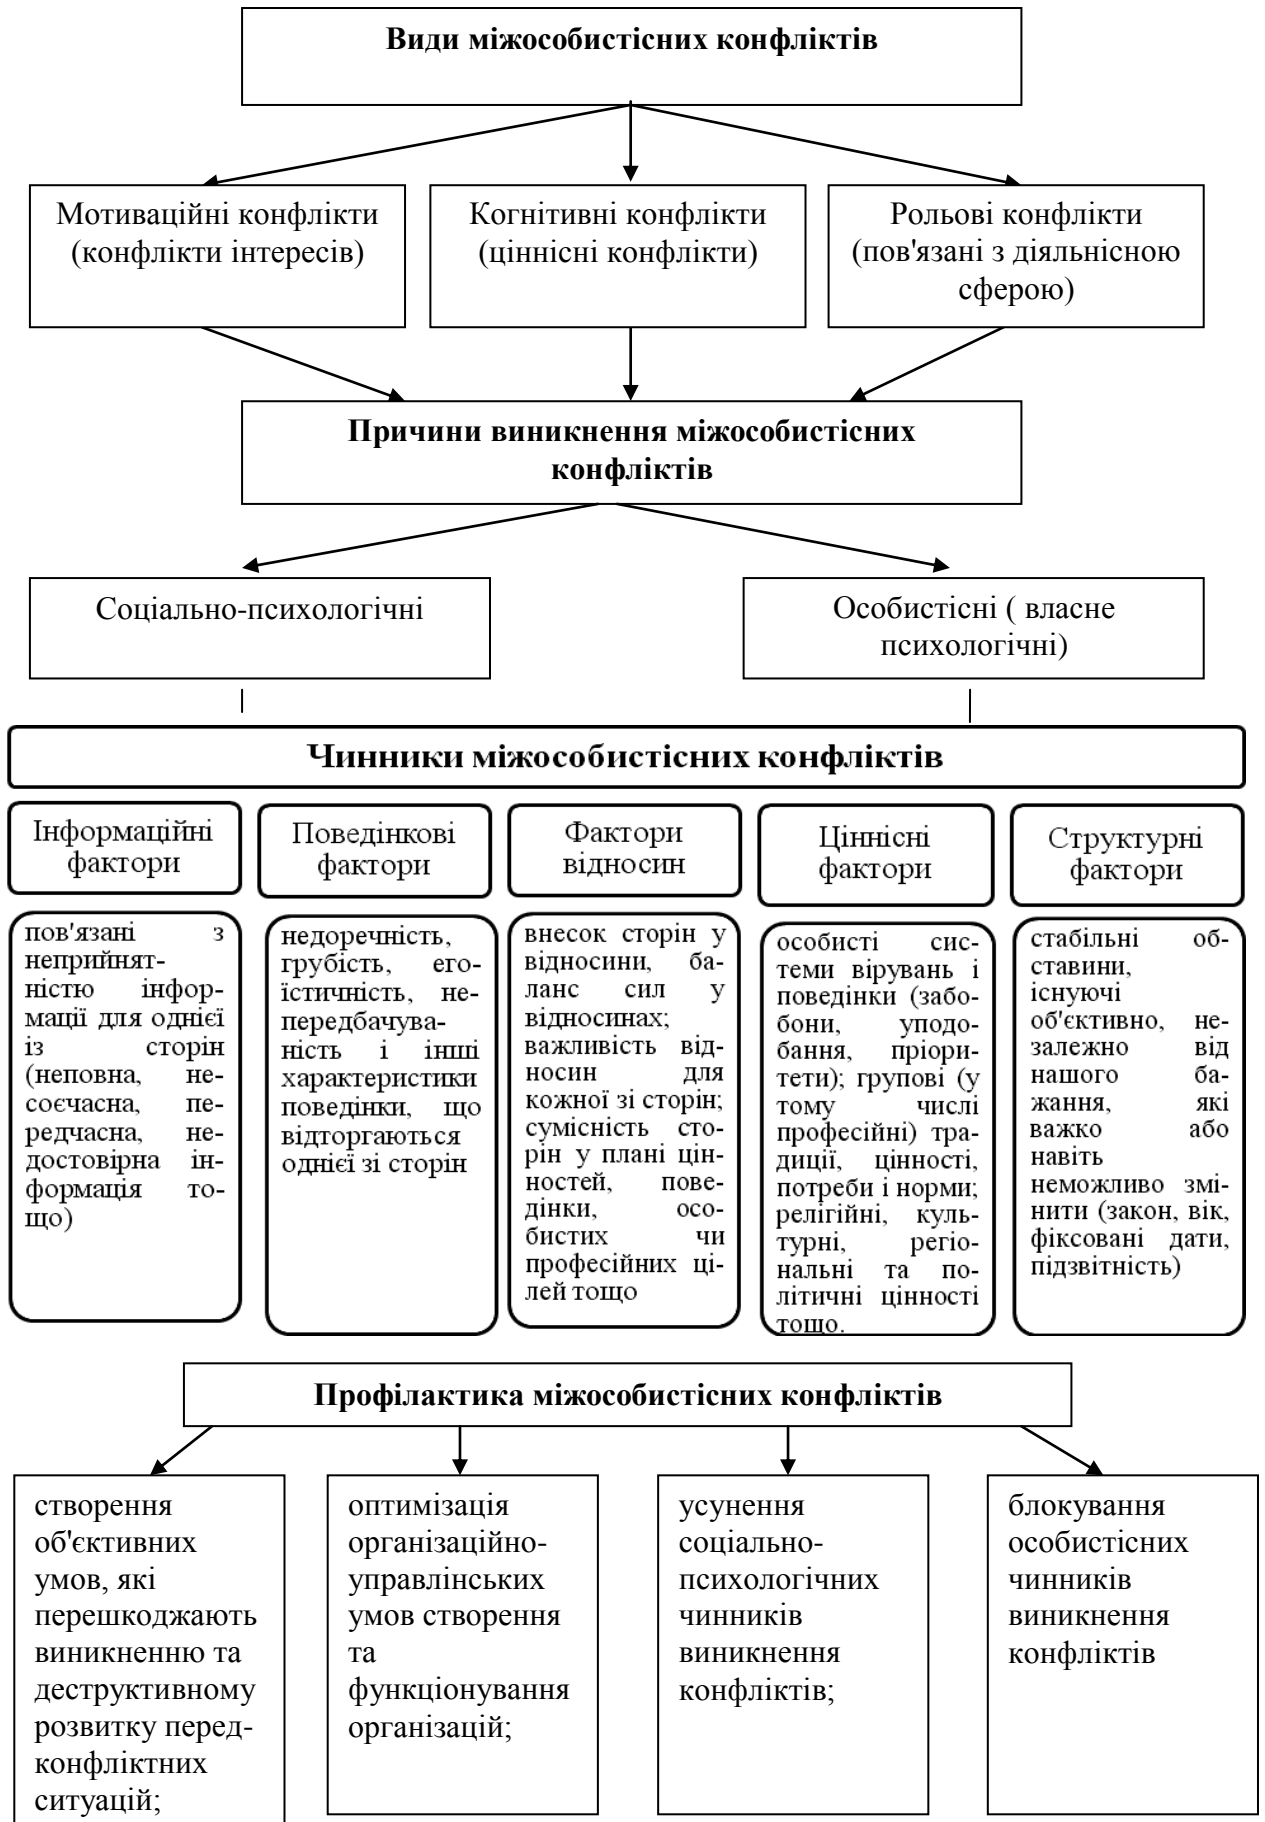 Види міжособистісних конфліктів
Мотиваційні конфлікти
(конфлікти інтересів)
Когнітивні конфлікти
(ціннісні конфлікти)
Рольові конфлікти
(пов'язані з діяльнісною
сферою)
Причини виникнення міжособистісних
конфліктів
Соціально-психологічні
Особистісні ( власне
психологічні)
Чинники міжособистісних конфліктів
Інформаційні
фактори
Поведінкові
фактори
Фактори
відносин
Ціннісні
фактори
Структурні
фактори
пов'язані з
неприйнят-
ністю інфор-
мації для однієї
із сторін
(неповна, не-
соєчасна, пе-
редчасна, не-
достовірна ін-
формація то-
що)
недоречність,
грубість, его-
їстичність, не-
передбачува-
ність і інші
характеристики
поведінки, що
відторгаються
однієї зі сторін
внесок сторін у
відносини, ба-
ланс сил у
відносинах;
важливість від-
носин для
кожної зі сторін;
сумісність сто-
рін у плані цін-
ностей, пове-
дінки, осо-
бистих чи
професійних ці-
лей тощо
особисті сис-
теми вірувань і
поведінки (забо-
бони, уподо-
бання, пріори-
тети); групові (у
тому числі
професійні) тра-
диції, цінності,
потреби і норми;
релігійні, куль-
турні, регіо-
нальні та по-
літичні цінності
тощо.
стабільні об-
ставини,
існуючі
об'єктивно, не-
залежно від
нашого ба-
жання, які
важко або
навіть
неможливо змі-
нити (закон, вік,
фіксовані дати,
підзвітність)
Профілактика міжособистісних конфліктів
створення
об'єктивних
умов, які
перешкоджають
виникненню та
деструктивному
розвитку перед-
конфліктних
ситуацій;
оптимізація
організаційно-
управлінських
умов створення
та
функціонування
організацій;
усунення
соціально-
психологічних
чинників
виникнення
конфліктів;
блокування
особистісних
чинників
виникнення
конфліктів